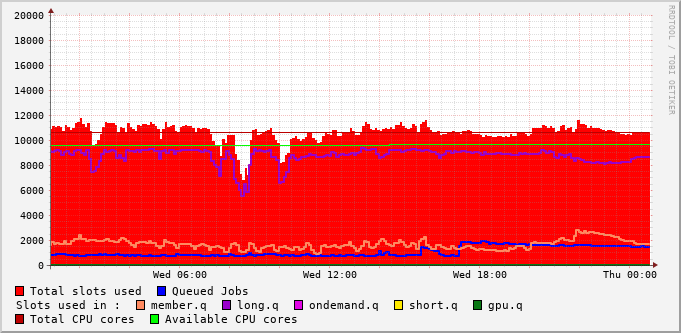 20000
18000
16000
14000
12000
10000
8000
6000
4000
2000
0
Wed 06:00 Wed 12:00 Wed 18:00 Thu 00:00
RRDTOOL / TOBI OETIKER
Total slots used Queued Jobs
Slots used in : member.q long.q ondemand.q short.q gpu.q
Total CPU cores Available CPU cores